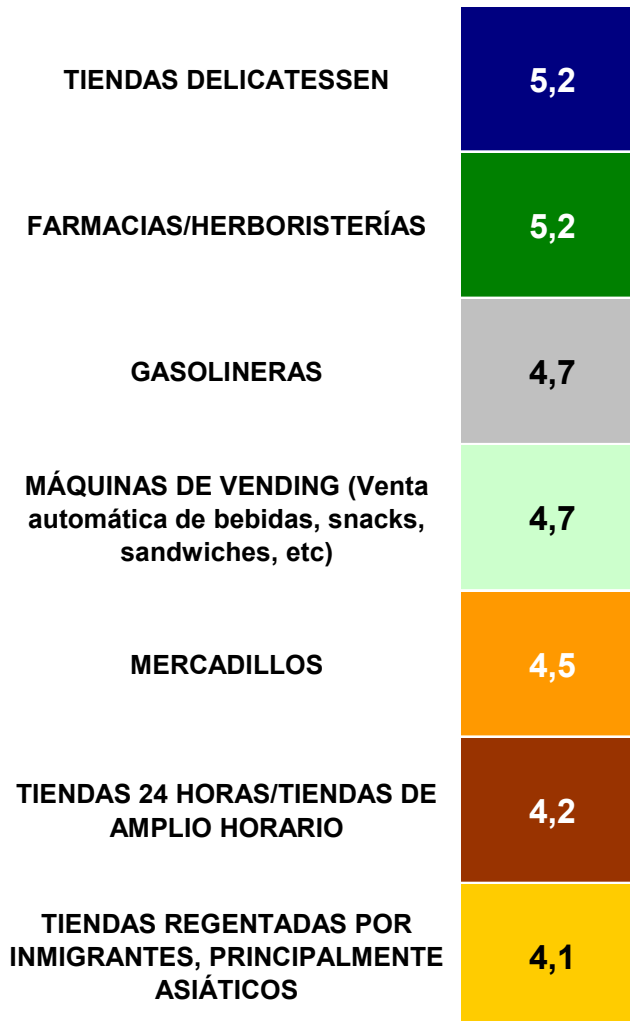 TIENDAS DELICATESSEN
5,2
FARMACIAS/HERBORISTERÍAS
5,2
GASOLINERAS
4,7
MÁQUINAS DE VENDING (Venta
automática de bebidas, snacks,
sandwiches, etc)
4,7
MERCADILLOS
4,5
TIENDAS 24 HORAS/TIENDAS DE
AMPLIO HORARIO
4,2
TIENDAS REGENTADAS POR
INMIGRANTES, PRINCIPALMENTE
ASIÁTICOS
4,1